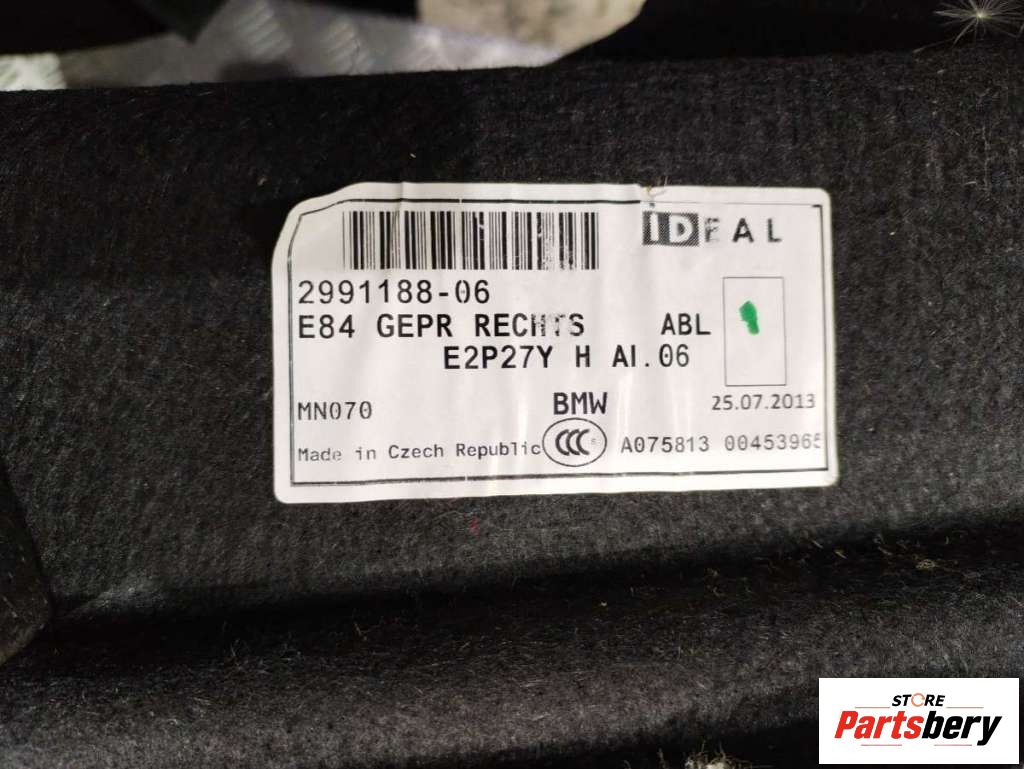 iDEAL
2991188-06
E84 GEPR RECHTS ABL
E2P27Y H AI.06
MN070 BMW 25.07.2013
Made in Czech Republic CCC S A075813 00453965
STORE
Partsbery